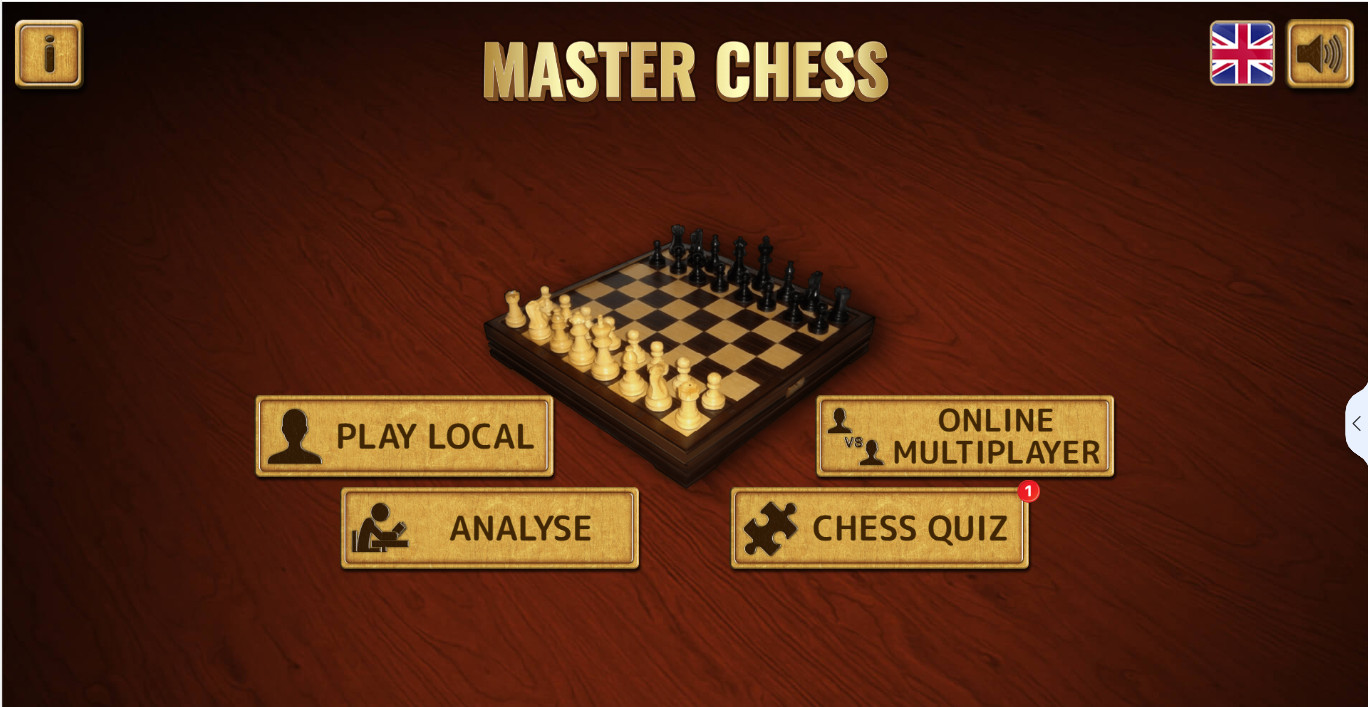 MASTER CHESS
PLAY LOCAL
VS
ONLINE
MULTIPLAYER
ANALYSE
CHESS QUIZ
1